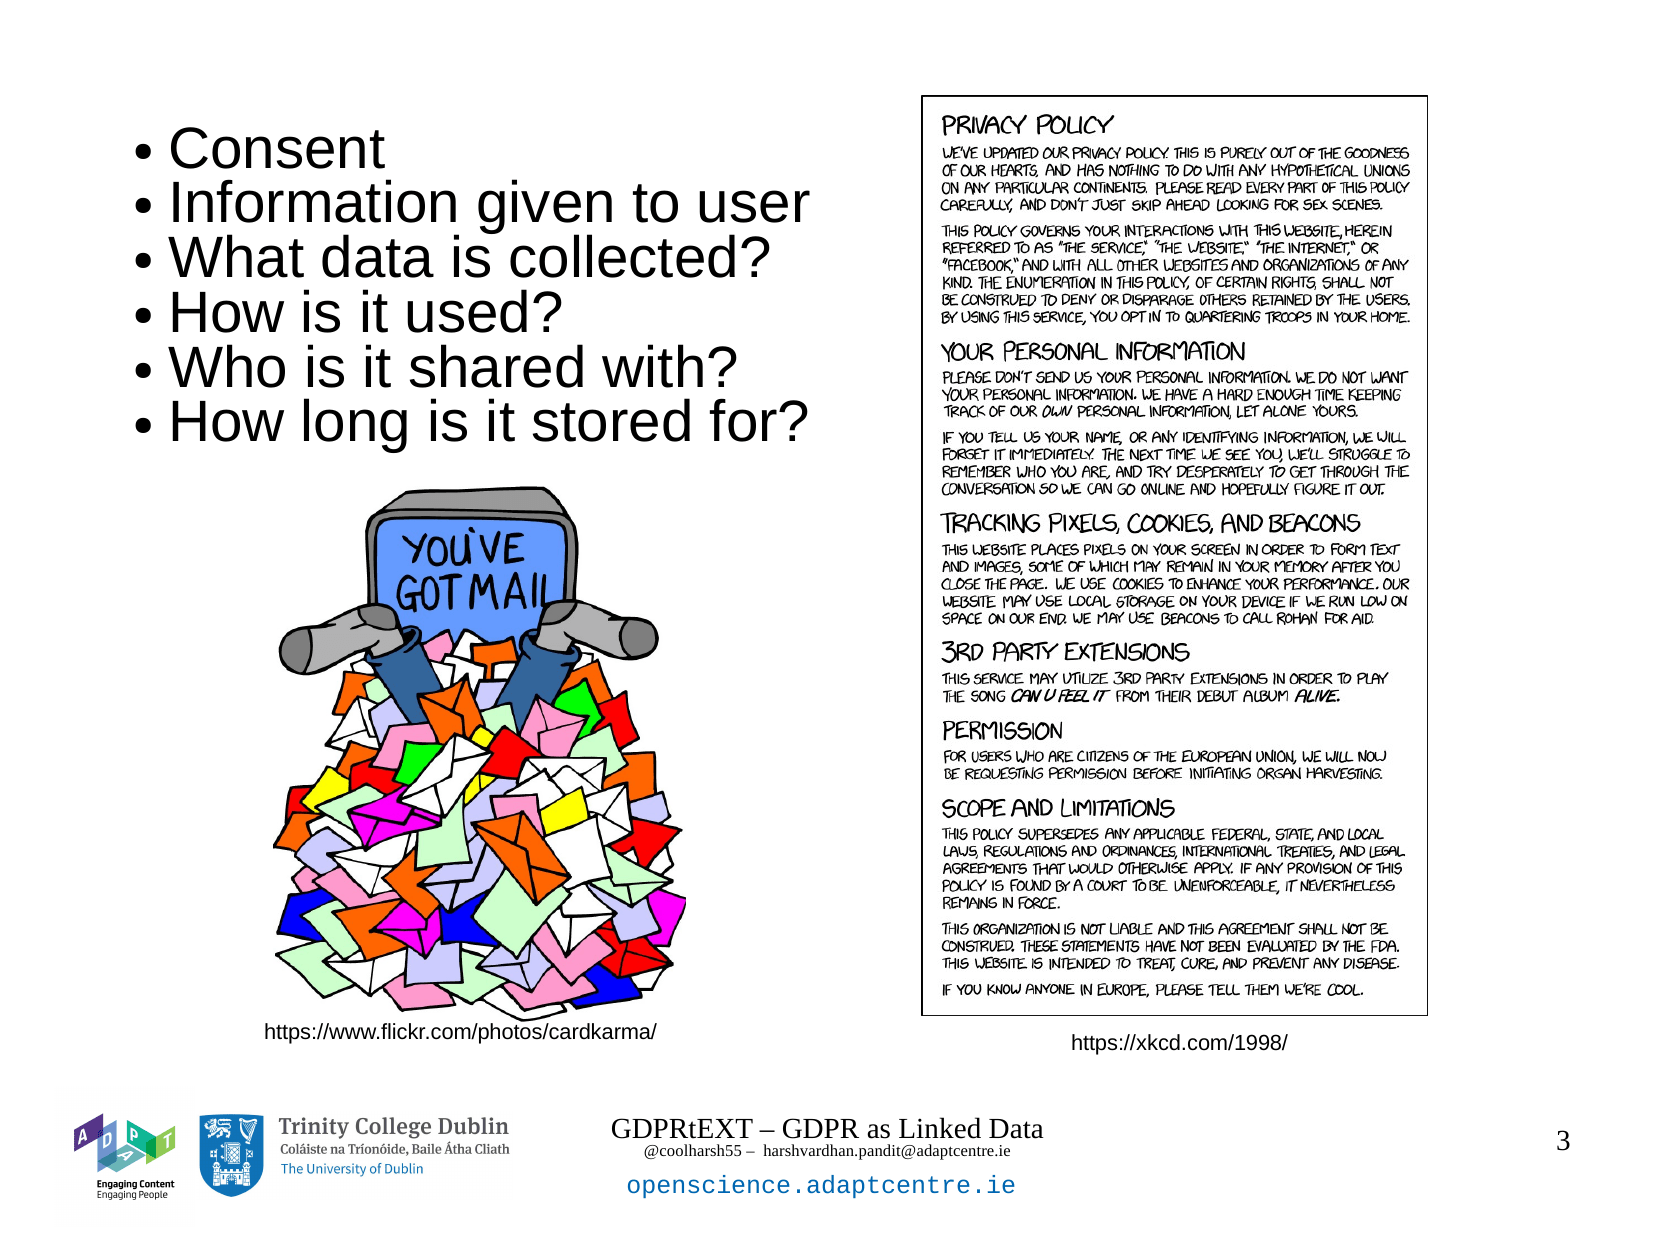 • Consent
• Information given to user
• What data is collected?
• How is it used?
• Who is it shared with?
• How long is it stored for?
YOU'VE
GOT MAIL
https://www.flickr.com/photos/cardkarma/
PRIVACY POLICY
WE'VE UPDATED OUR PRIVACY POLICY. THIS IS PURELY OUT OF THE GOODNESS
OF OUR HEARTS, AND HAS NOTHING TO DO WITH ANY HYPOTHETICAL UNIONS
ON ANY PARTICULAR CONTINENTS. PLEASE READ EVERY PART OF THIS POLICY
CAREFULLY, AND DON'T JUST SKIP AHEAD LOOKING FOR SEX SCENES.
THIS POLICY GOVERNS YOUR INTERACTIONS WITH THIS WEBSITE, HEREIN
REFERRED TO AS "THE SERVICE," "THE WEBSITE," "THE INTERNET," OR
"FACEBOOK," AND WITH ALL OTHER WEBSITES AND ORGANIZATIONS OF ANY
KIND. THE ENUMERATION IN THIS POLICY, OF CERTAIN RIGHTS, SHALL NOT
BE CONSTRUED TO DENY OR DISPARAGE OTHERS RETAINED BY THE USERS.
BY USING THIS SERVICE, YOU OPT IN TO QUARTERING TROOPS IN YOUR HOME.
YOUR PERSONAL INFORMATION
PLEASE DON'T SEND US YOUR PERSONAL INFORMATION. WE DO NOT WANT
YOUR PERSONAL INFORMATION. WE HAVE A HARD ENOUGH TIME KEEPING
TRACK OF OUR OWN PERSONAL INFORMATION, LET ALONE YOURS.
IF YOU TELL US YOUR NAME, OR ANY IDENTIFYING INFORMATION, WE WILL
FORGET IT IMMEDIATELY. THE NEXT TIME WE SEE YOU, WE'LL STRUGGLE TO
REMEMBER WHO YOU ARE, AND TRY DESPERATELY TO GET THROUGH THE
CONVERSATION SO WE CAN GO ONLINE AND HOPEFULLY FIGURE IT OUT.
TRACKING PIXELS, COOKIES, AND BEACONS
THIS WEBSITE PLACES PIXELS ON YOUR SCREEN IN ORDER TO FORM TEXT
AND IMAGES, SOME OF WHICH MAY REMAIN IN YOUR MEMORY AFTER YOU
CLOSE THE PAGE. WE USE COOKIES TO ENHANCE YOUR PERFORMANCE. OUR
WEBSITE MAY USE LOCAL STORAGE ON YOUR DEVICE IF WE RUN LOW ON
SPACE ON OUR END. WE MAY USE BEACONS TO CALL ROHAN FOR AID.
3RD PARTY EXTENSIONS
THIS SERVICE MAY UTILIZE 3RD PARTY EXTENSIONS IN ORDER TO PLAY
THE SONG CAN U FEEL IT FROM THEIR DEBUT ALBUM ALIVE.
PERMISSION
FOR USERS WHO ARE CITIZENS OF THE EUROPEAN UNION, WE WILL NOW
BE REQUESTING PERMISSION BEFORE INITIATING ORGAN HARVESTING.
SCOPE AND LIMITATIONS
THIS POLICY SUPERSEDES ANY APPLICABLE FEDERAL, STATE, AND LOCAL
LAWS, REGULATIONS AND ORDINANCES, INTERNATIONAL TREATIES, AND LEGAL
AGREEMENTS THAT WOULD OTHERWISE APPLY. IF ANY PROVISION OF THIS
POLICY IS FOUND BY A COURT TO BE UNENFORCEABLE, IT NEVERTHELESS
REMAINS IN FORCE.
THIS ORGANIZATION IS NOT LIABLE AND THIS AGREEMENT SHALL NOT BE
CONSTRUED. THESE STATEMENTS HAVE NOT BEEN EVALUATED BY THE FDA.
THIS WEBSITE IS INTENDED TO TREAT, CURE, AND PREVENT ANY DISEASE.
IF YOU KNOW ANYONE IN EUROPE, PLEASE TELL THEM WE'RE COOL.
https://xkcd.com/1998/
ADAPT
Engaging Content
Engaging People
Trinity College Dublin
Coláiste na Tríonóide, Baile Átha Cliath
The University of Dublin
GDPRtEXT – GDPR as Linked Data
@coolharsh55 – harshvardhan.pandit@adaptcentre.ie
openscience.adaptcentre.ie
3